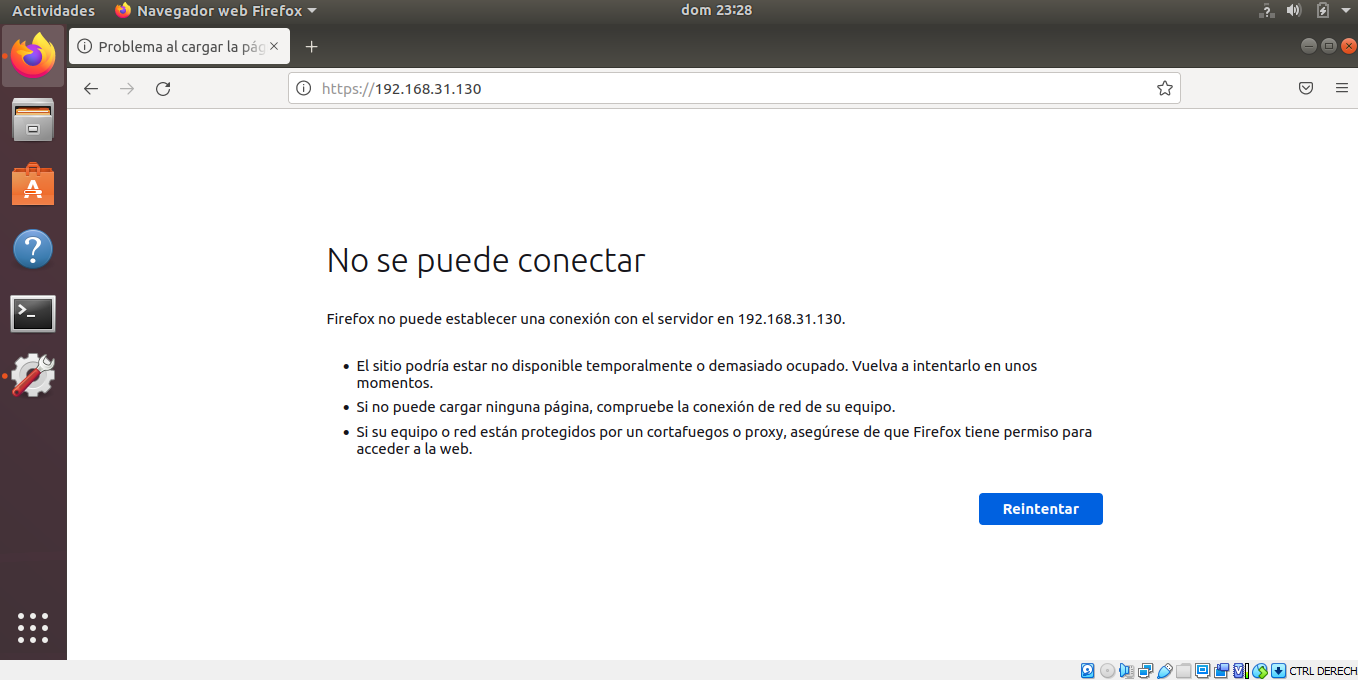 Actividades Navegador web Firefox dom 23:28
Problema al cargar la pág
https://192.168.31.130
No se puede conectar
Firefox no puede establecer una conexión con el servidor en 192.168.31.130.
El sitio podría estar no disponible temporalmente o demasiado ocupado. Vuelva a intentarlo en unos
momentos.
Si no puede cargar ninguna página, compruebe la conexión de red de su equipo.
Si su equipo o red están protegidos por un cortafuegos o proxy, asegúrese de que Firefox tiene permiso para
acceder a la web.
Reintentar
CTRL DERECH